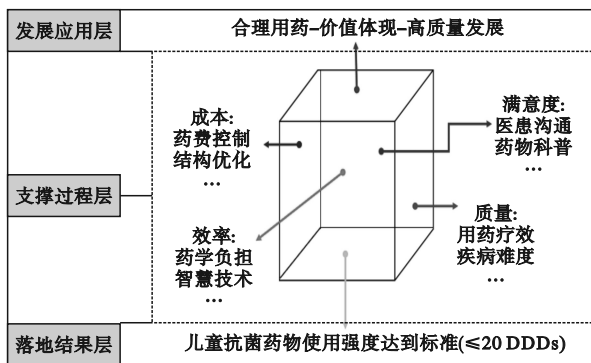 发展应用层
合理用药–价值体现–高质量发展
成本:
药费控制
结构优化
…
满意度:
医患沟通
药物科普
…
支撑过程层
效率:
药学负担
智慧技术
…
质量:
用药疗效
疾病难度
…
落地结果层
儿童抗菌药物使用强度达到标准(≤20 DDDs)